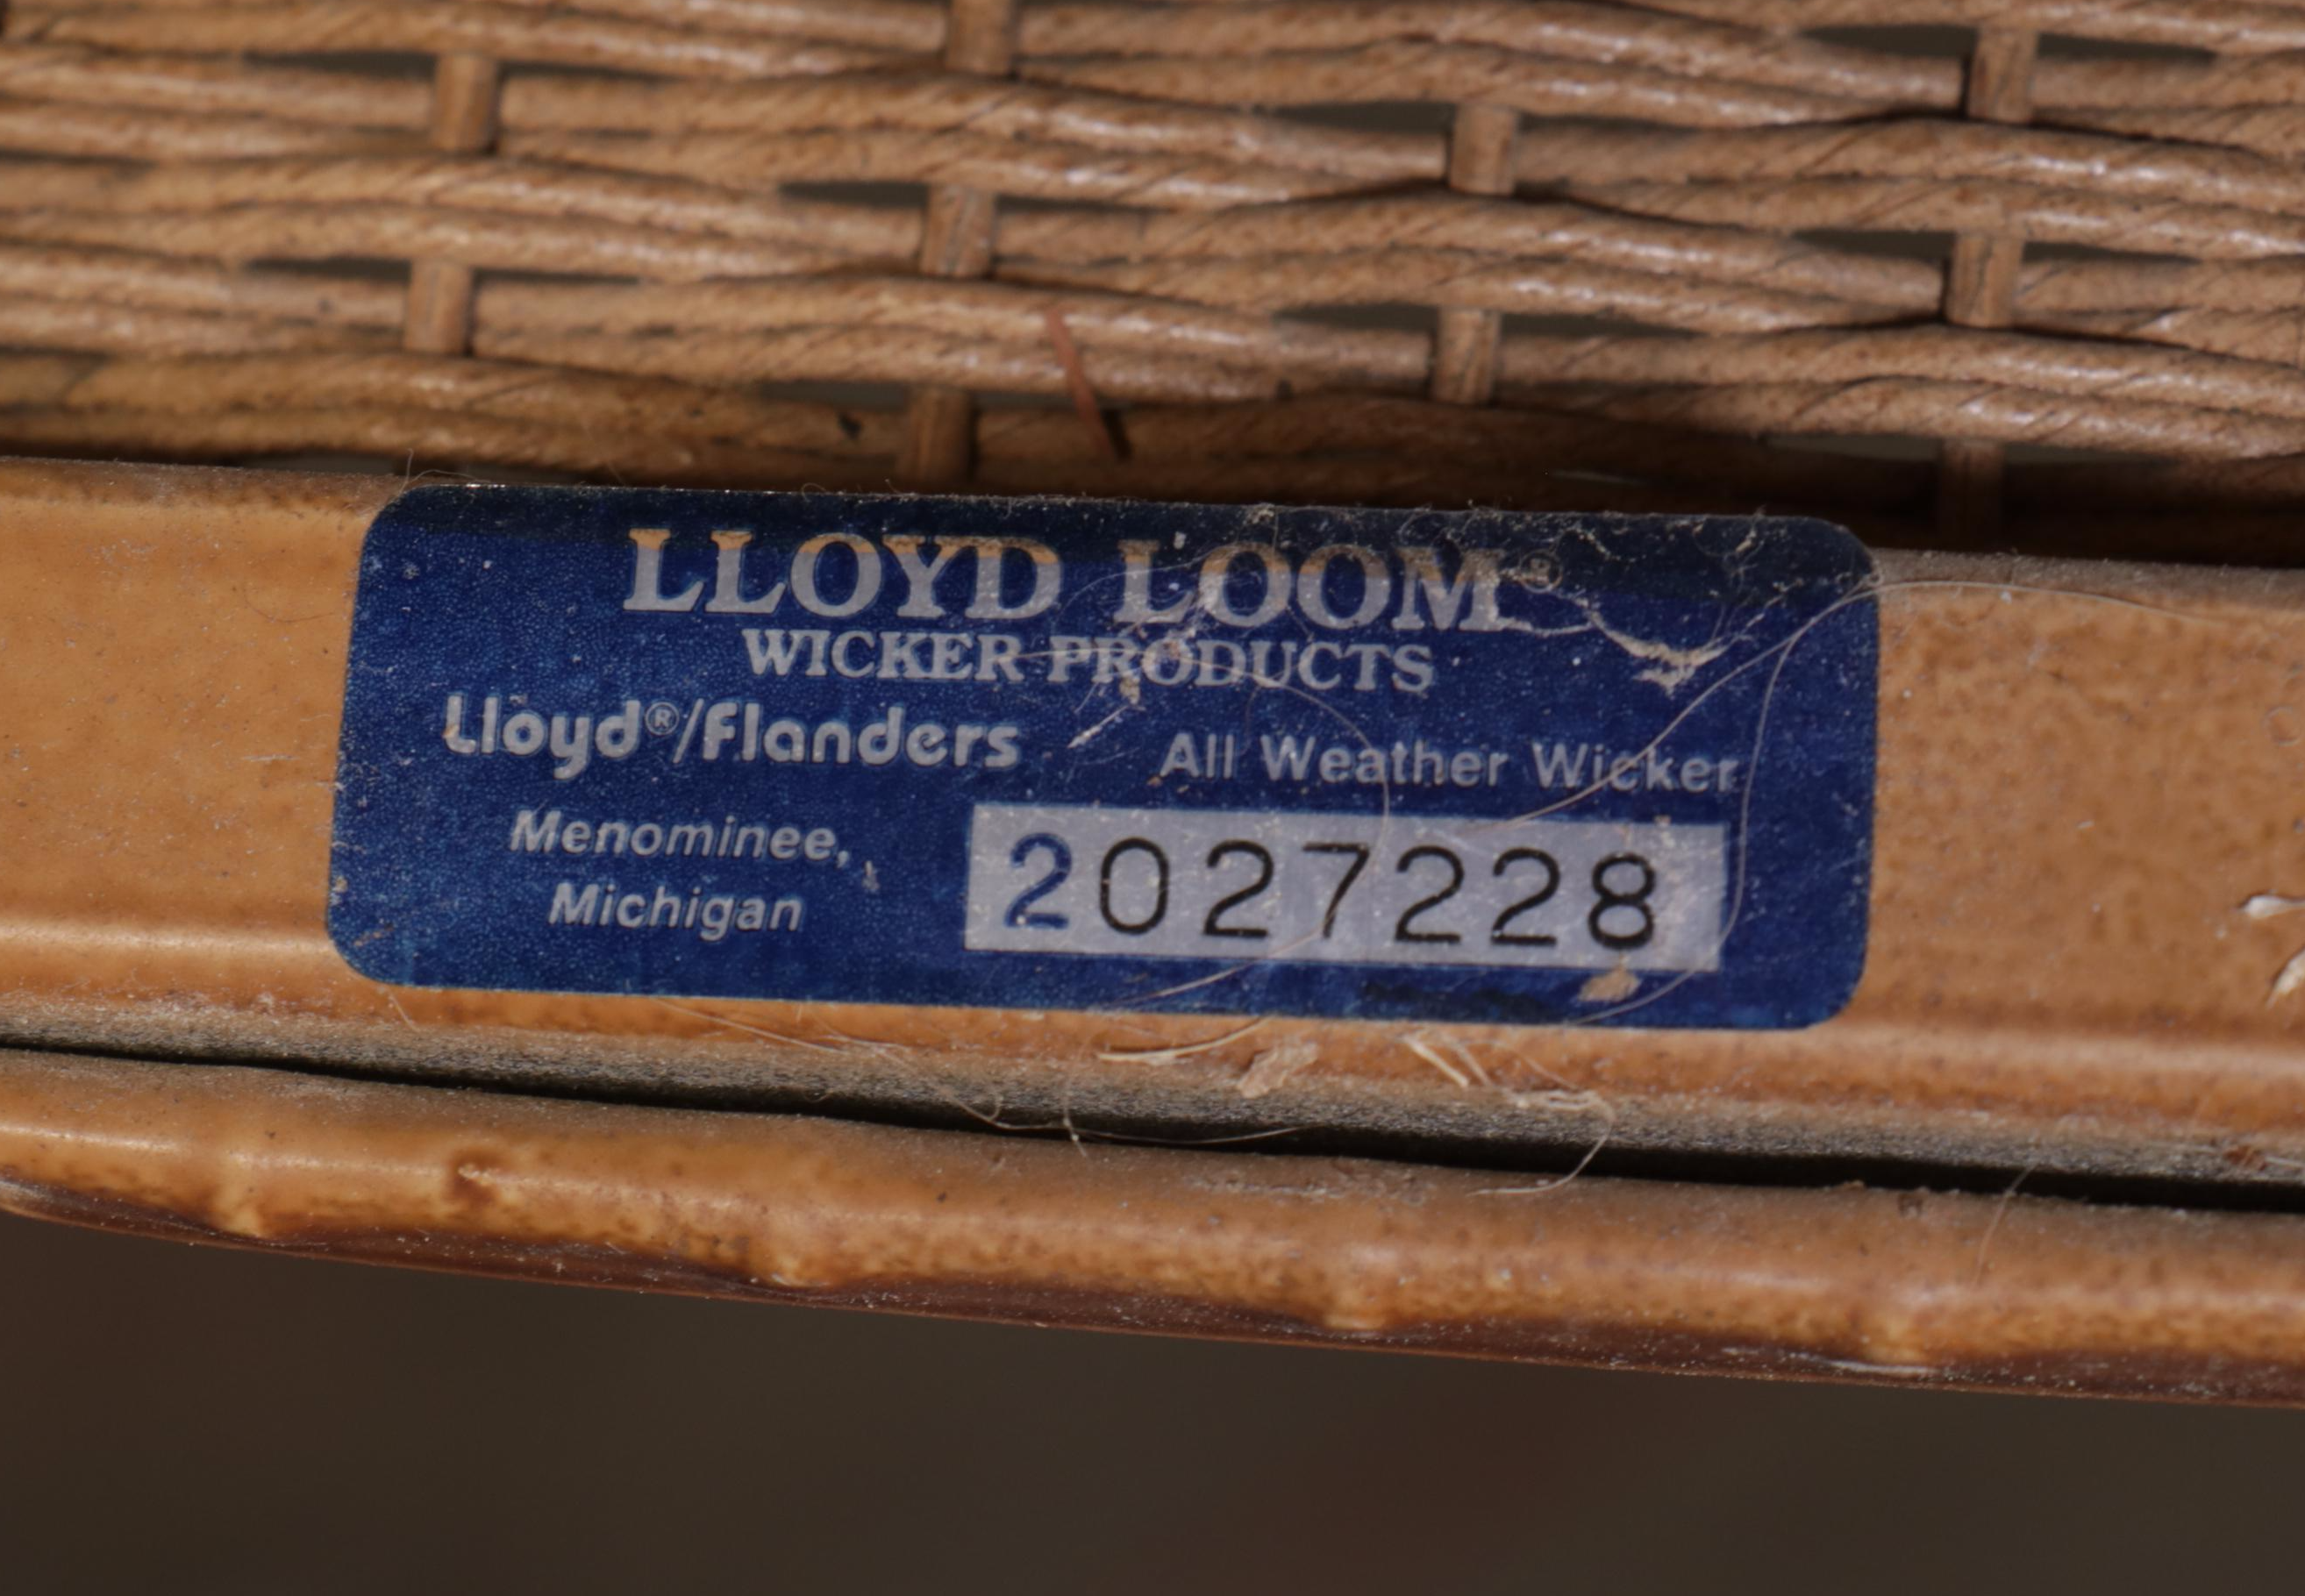 LLOYD LOOM®
WICKER PRODUCTS
Lloyd®/Flanders All Weather Wicker
Menominee,
Michigan
2027228